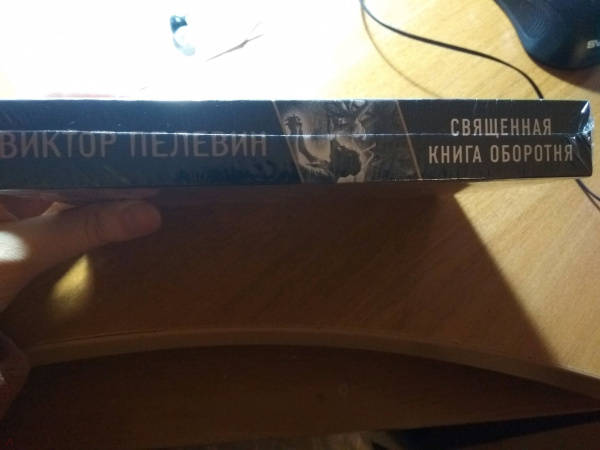 ВИКТОР ПЕЛЕВИН
СВЯЩЕННАЯ
КНИГА ОБОРОТНЯ